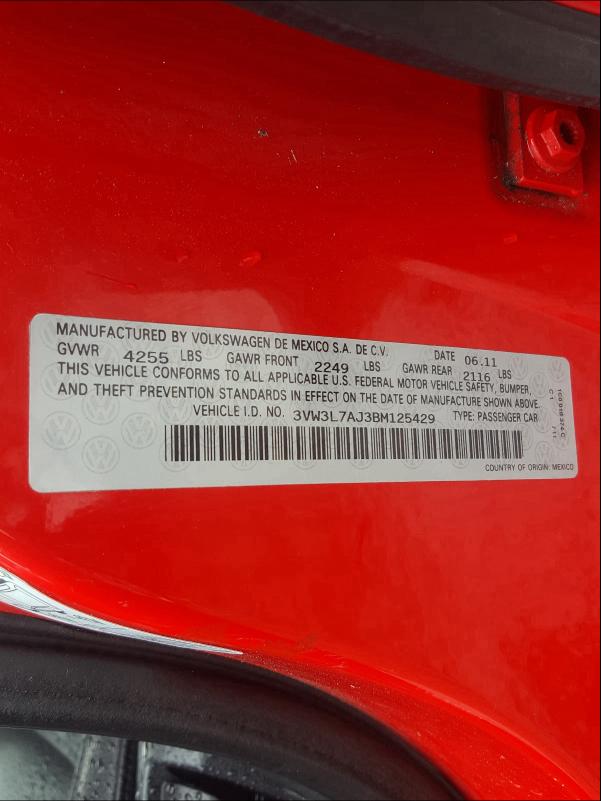 MANUFACTURED BY VOLKSWAGEN DE MEXICO S.A. DE C.V. DATE 06.11
GVWR 4255 LBS GAWR FRONT 2249 LBS GAWR REAR 2116 LBS
THIS VEHICLE CONFORMS TO ALL APPLICABLE U.S. FEDERAL MOTOR VEHICLE SAFETY, BUMPER,
AND THEFT PREVENTION STANDARDS IN EFFECT ON THE DATE OF MANUFACTURE SHOWN ABOVE.
VEHICLE I.D. NO. 3VW3L7AJ3BM125429 TYPE: PASSENGER CAR
COUNTRY OF ORIGIN: MEXICO